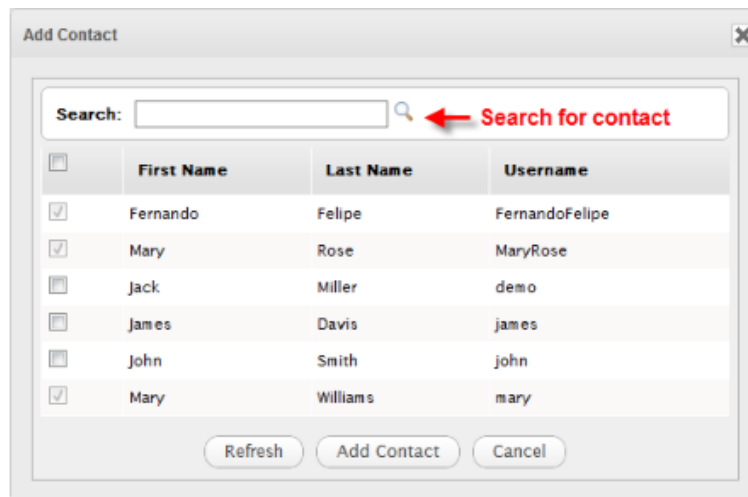 Add Contact
Search: Search for contact
First Name Last Name Username
Fernando Felipe FernandoFelipe
Mary Rose MaryRose
Jack Miller demo
James Davis james
John Smith john
Mary Williams mary
Refresh Add Contact Cancel